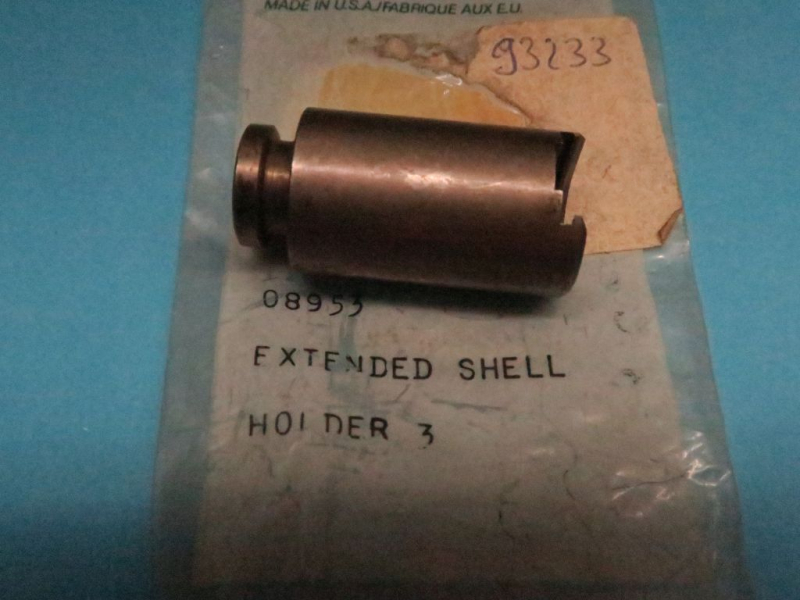 MADE IN U.S.A./FABRIQUE AUX E.U.
93233
08953
EXTENDED SHELL
HOLDER 3